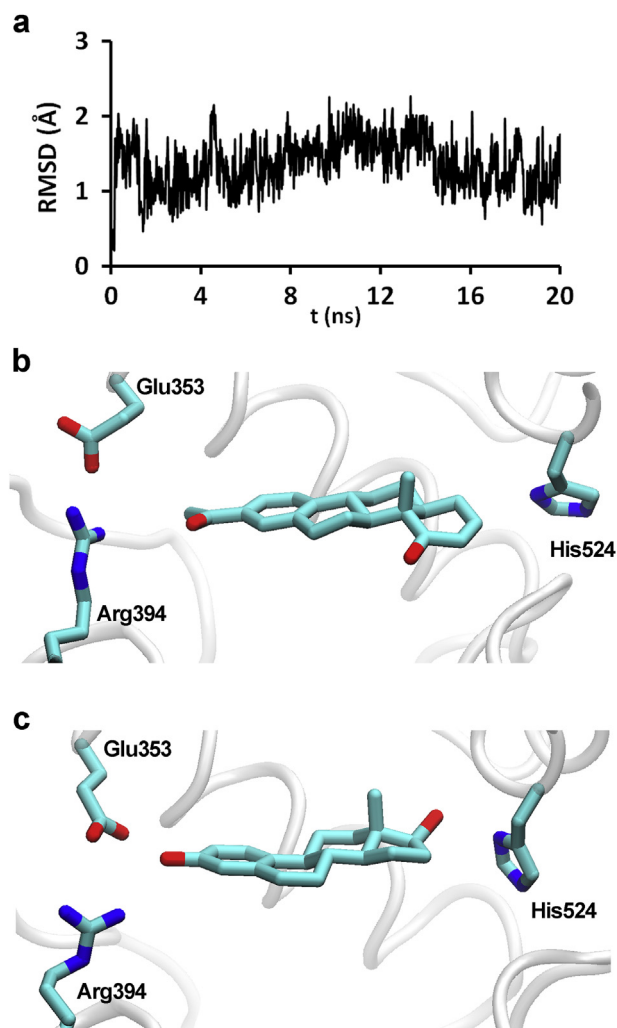 a
3
2
1
0
RMSD (Å)
0 4 8 12 16 20
t (ns)
b
Glu353
His524
Arg394
c
Glu353
His524
Arg394